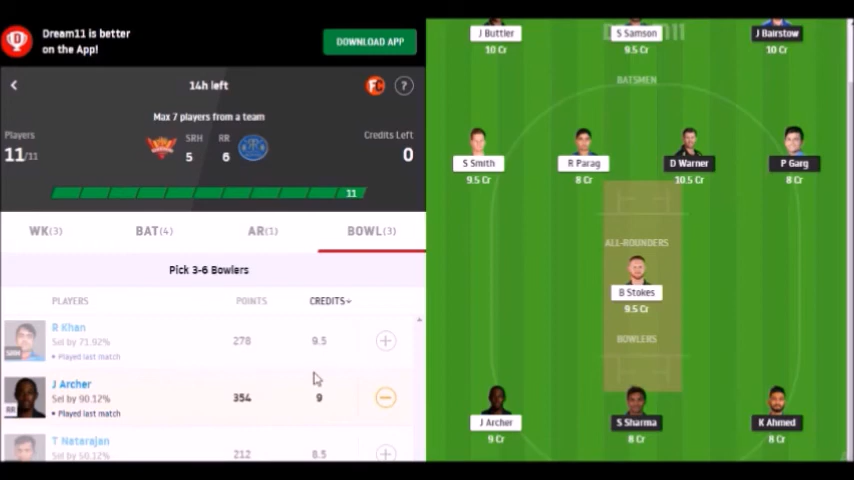 Dream11 is better
on the App!
DOWNLOAD APP
14h left
FC
?
Max 7 players from a team
Players
11/11
SRH
5
RR
6
Credits Left
0
11
WK(3)
BAT(4)
AR(1)
BOWL(3)
Pick 3-6 Bowlers
PLAYERS
POINTS
CREDITS
R Khan
Sel by 71.92%
Played last match
SRH
278
9.5
J Archer
Sel by 90.12%
Played last match
RR
354
9
T Natarajan
Sel by 50.12%
212
8.5
J Buttler
10 Cr
S Samson
9.5 Cr
J Bairstow
10 Cr
BATSMEN
S Smith
9.5 Cr
R Parag
8 Cr
D Warner
10.5 Cr
P Garg
8 Cr
ALL-ROUNDERS
B Stokes
9.5 Cr
BOWLERS
J Archer
9 Cr
S Sharma
8 Cr
K Ahmed
8 Cr